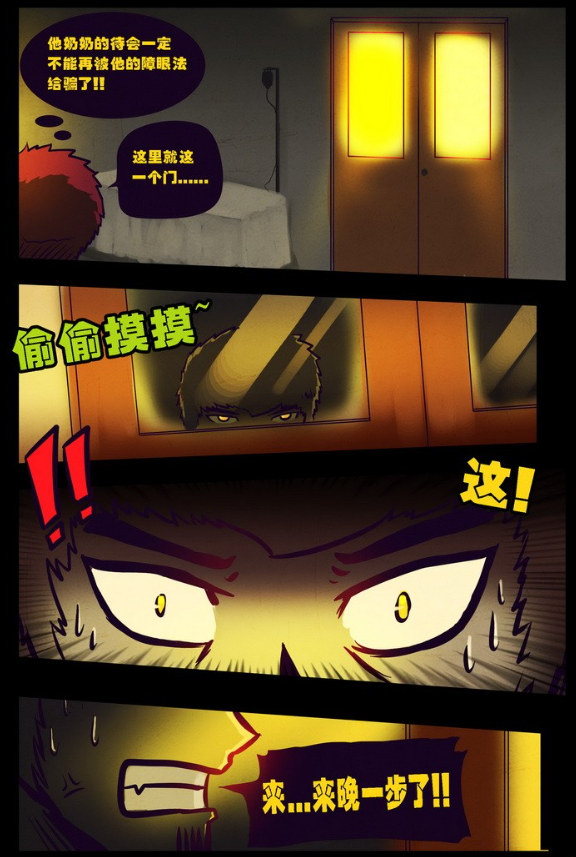 他奶奶的待会一定
不能再被他的障眼法
给骗了!!
这里就这
一个门……
偷偷摸摸~
!!
这!
来...来晚一步了!!